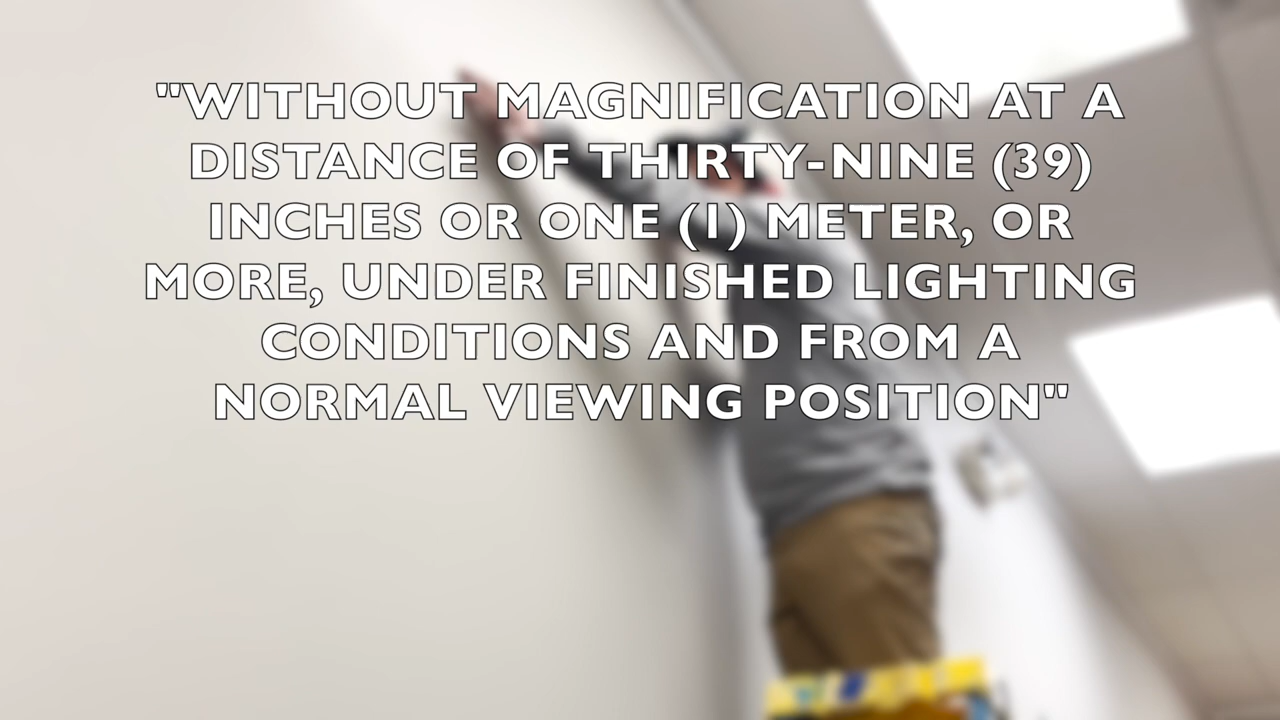 "WITHOUT MAGNIFICATION AT A
DISTANCE OF THIRTY-NINE (39)
INCHES OR ONE (1) METER, OR
MORE, UNDER FINISHED LIGHTING
CONDITIONS AND FROM A
NORMAL VIEWING POSITION"